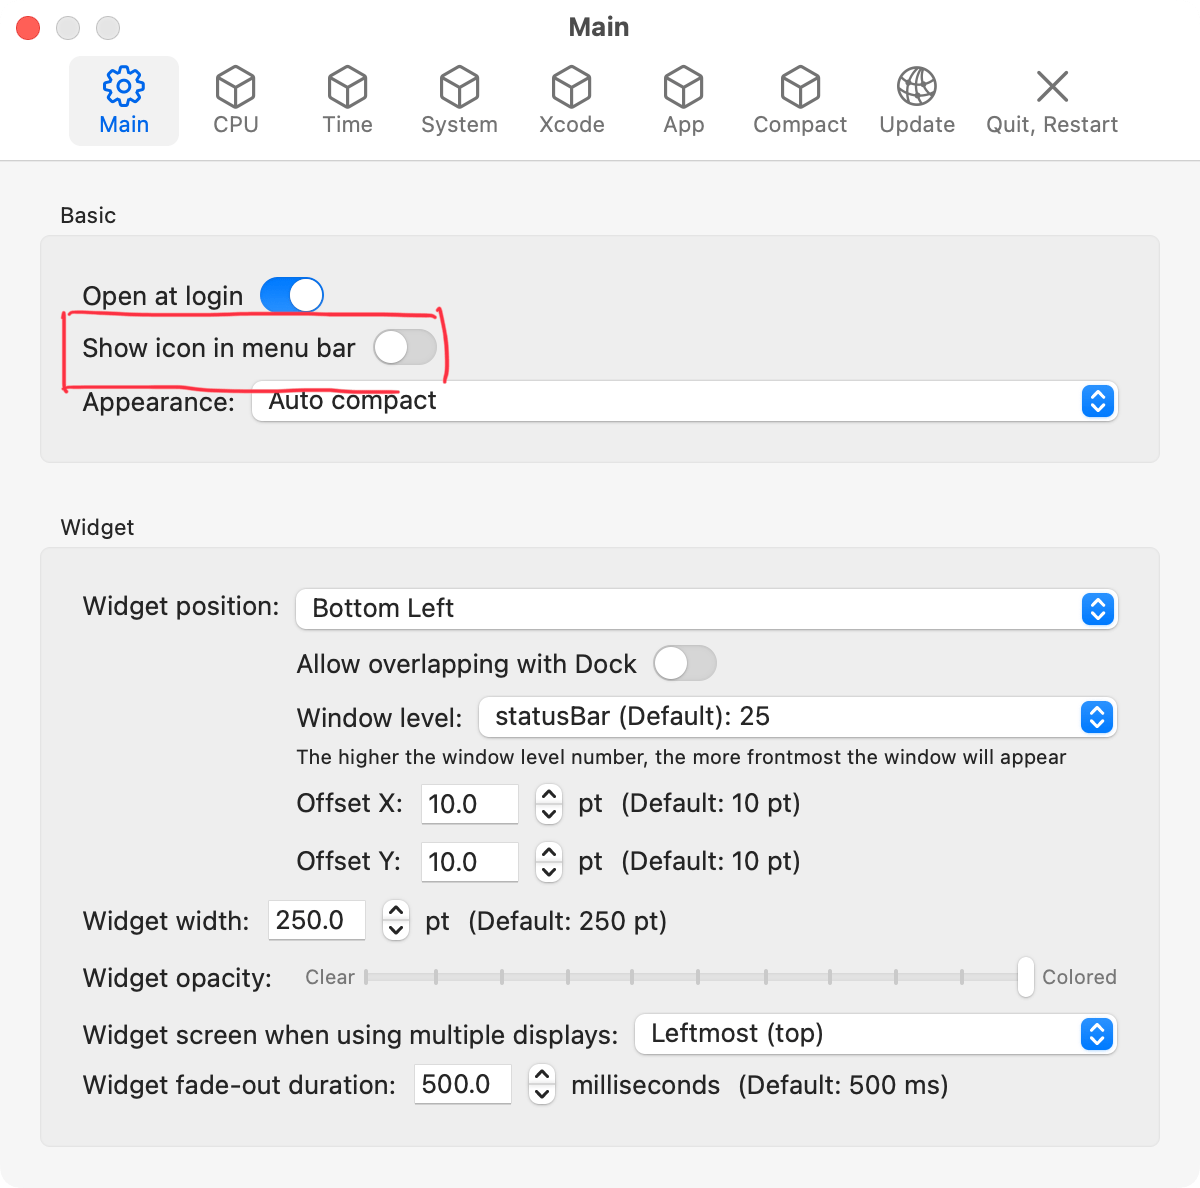 Main
Main CPU Time System Xcode App Compact Update Quit, Restart
Basic
Open at login
Show icon in menu bar
Appearance: Auto compact
Widget
Widget position: Bottom Left
Allow overlapping with Dock
Window level: statusBar (Default): 25
The higher the window level number, the more frontmost the window will appear
Offset X: 10.0 pt (Default: 10 pt)
Offset Y: 10.0 pt (Default: 10 pt)
Widget width: 250.0 pt (Default: 250 pt)
Widget opacity: Clear Colored
Widget screen when using multiple displays: Leftmost (top)
Widget fade-out duration: 500.0 milliseconds (Default: 500 ms)